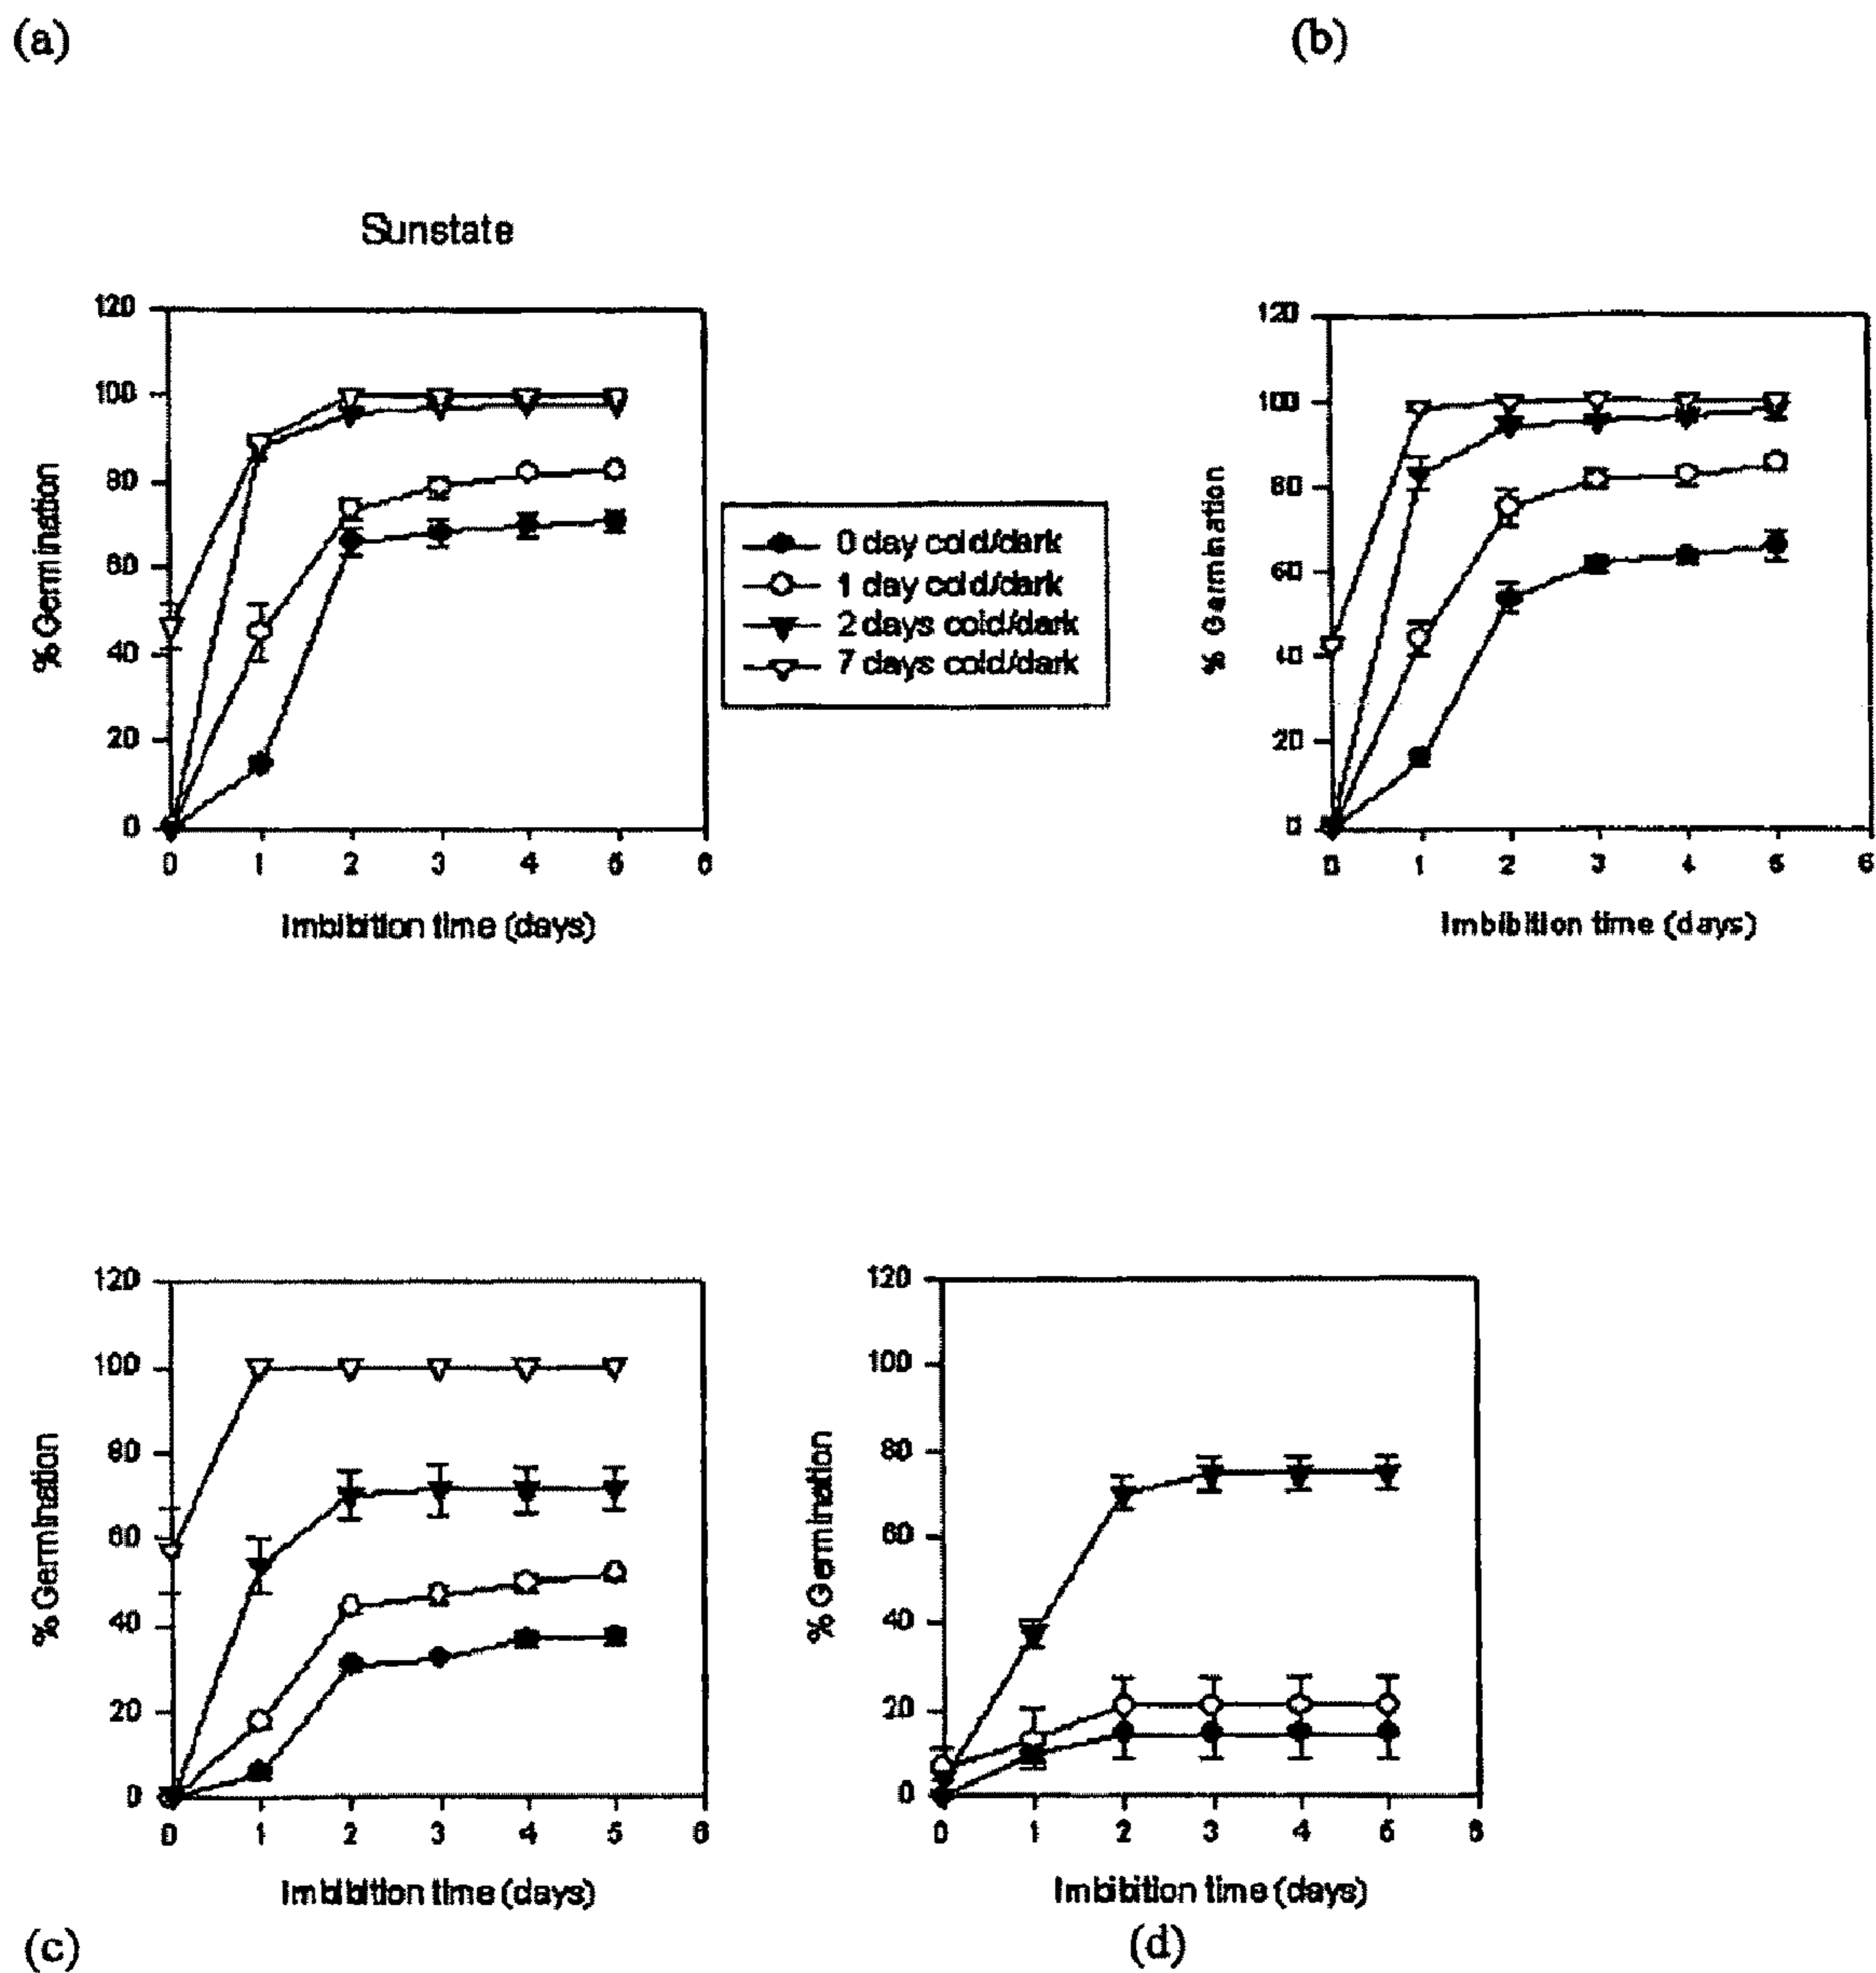 (a)
(b)
Sunstate
120
100
80
60
40
20
0
% Germination
0 1 2 3 4 5 6
Imbibition time (days)
0 day cold/dark
1 day cold/dark
2 days cold/dark
7 days cold/dark
120
100
80
60
40
20
0
% Germination
0 1 2 3 4 5 6
Imbibition time (days)
120
100
80
60
40
20
0
% Germination
0 1 2 3 4 5 6
Imbibition time (days)
(c)
120
100
80
60
40
20
0
% Germination
0 1 2 3 4 5 6
Imbibition time (days)
(d)